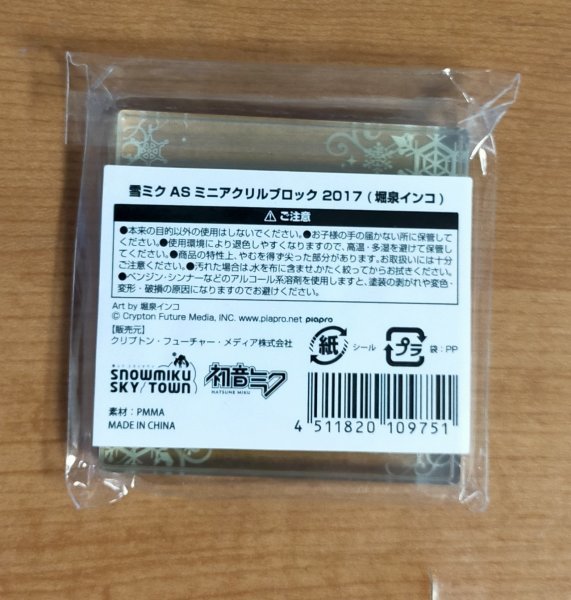 雪ミク AS ミニアクリルブロック 2017 ( 堀泉インコ )
ご注意
●本来の目的以外の使用はしないでください。●お子様の手の届かない所に保管して
ください。●使用環境により退色しやすくなりますので、高温・多湿を避けて保管し
てください。●商品の特性上、やむを得ず尖った部分があります。お取扱いには十分
ご注意ください。●汚れた場合は、水を布に含ませ、かたく絞ってからお拭きください。
●ベンジン・シンナーなどのアルコール系溶剤を使用しますと、塗装の剥がれや変色・
変形・破損の原因になりますのでお避けください。
Art by 堀泉インコ
© Crypton Future Media, INC. www.piapro.net piapro
【販売元】
クリプトン・フューチャー・メディア株式会社
紙 シール
プラ 袋：PP
SNOWMIKU
SKY/TOWN
初音ミク
HATSUNE MIKU
素材：PMMA
MADE IN CHINA
4 511820 109751